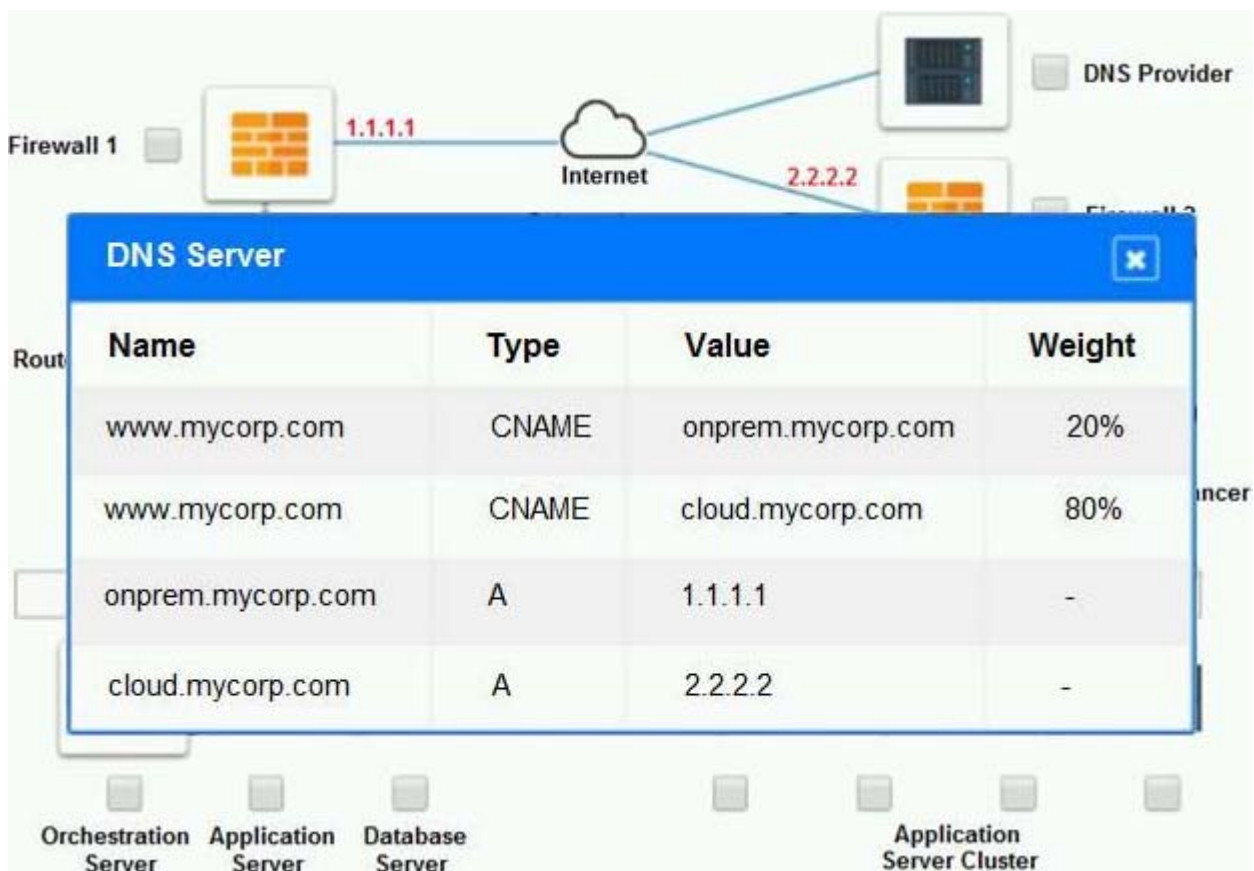 DNS Provider
Firewall 1
1.1.1.1
Internet
2.2.2.2
DNS Server
Name Type Value Weight
www.mycorp.com CNAME onprem.mycorp.com 20%
www.mycorp.com CNAME cloud.mycorp.com 80%
onprem.mycorp.com A 1.1.1.1 -
cloud.mycorp.com A 2.2.2.2 -
Orchestration Server
Application Server
Database Server
Application Server Cluster